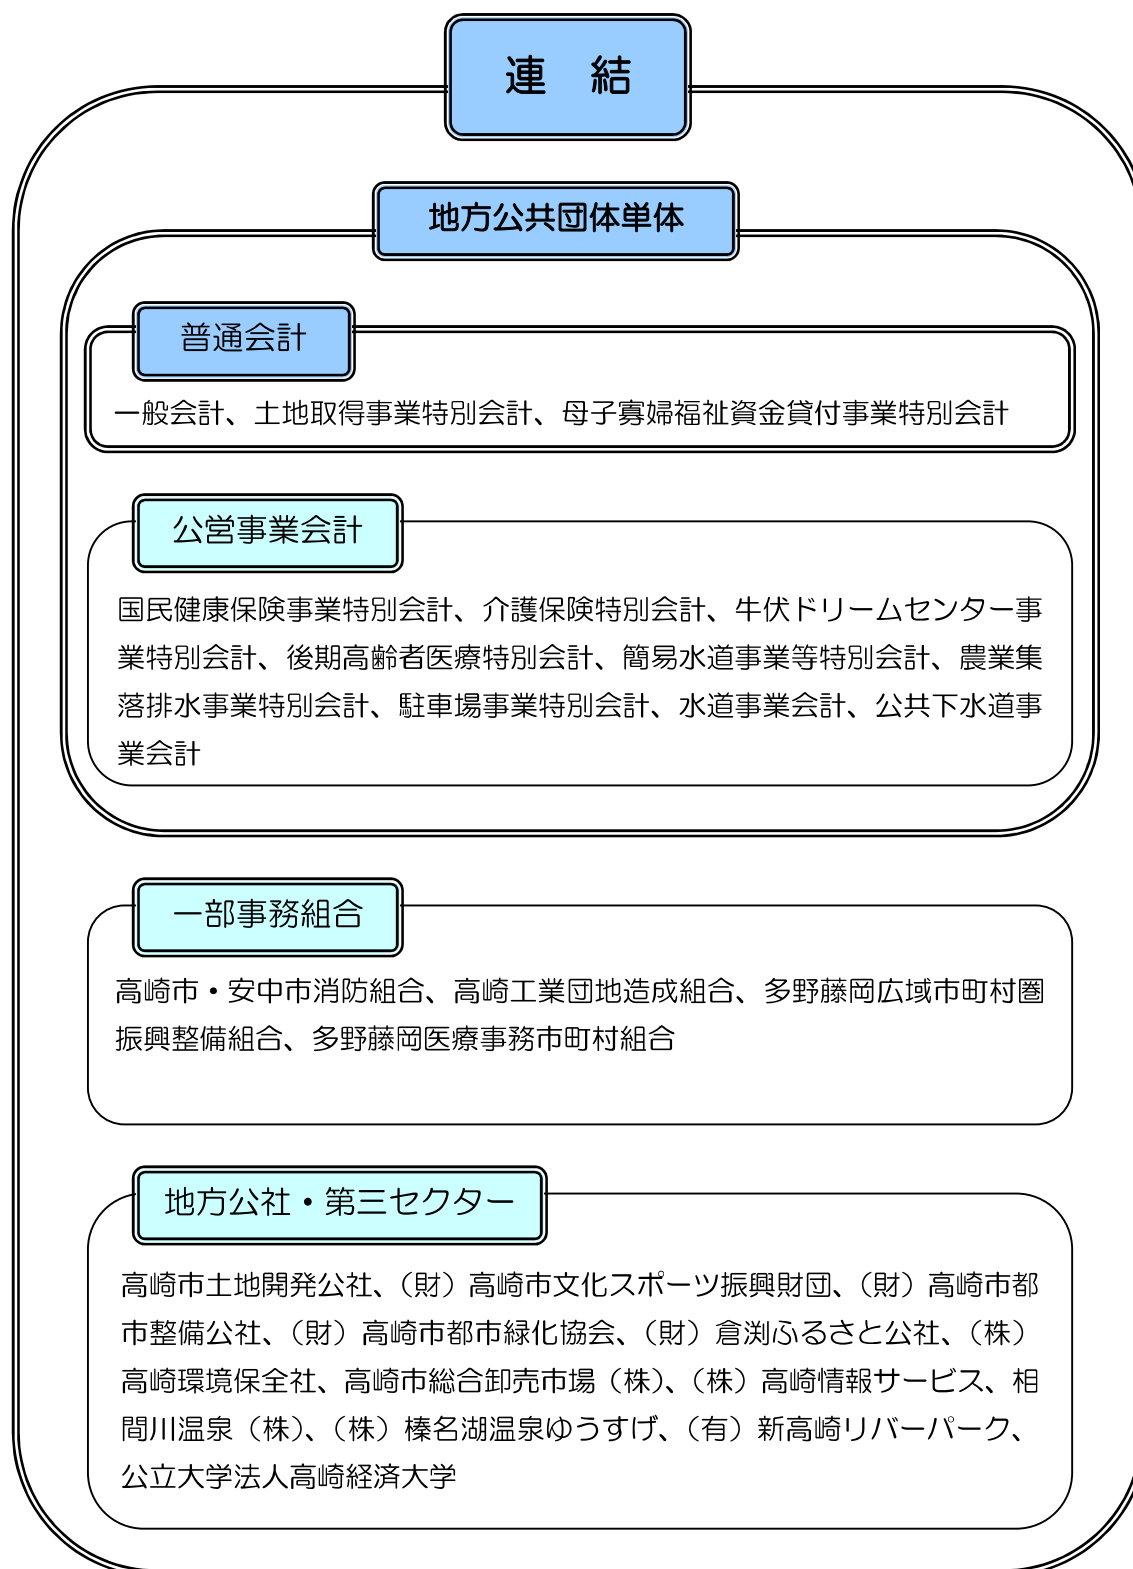 連　結
地方公共団体単体
普通会計
一般会計、土地取得事業特別会計、母子寡婦福祉資金貸付事業特別会計
公営事業会計
国民健康保険事業特別会計、介護保険特別会計、牛伏ドリームセンター事
業特別会計、後期高齢者医療特別会計、簡易水道事業等特別会計、農業集
落排水事業特別会計、駐車場事業特別会計、水道事業会計、公共下水道事
業会計
一部事務組合
高崎市・安中市消防組合、高崎工業団地造成組合、多野藤岡広域市町村圏
振興整備組合、多野藤岡医療事務市町村組合
地方公社・第三セクター
高崎市土地開発公社、（財）高崎市文化スポーツ振興財団、（財）高崎市都
市整備公社、（財）高崎市都市緑化協会、（財）倉渕ふるさと公社、（株）
高崎環境保全社、高崎市総合卸売市場（株）、（株）高崎情報サービス、相
間川温泉（株）、（株）榛名湖温泉ゆうすげ、（有）新高崎リバーパーク、
公立大学法人高崎経済大学